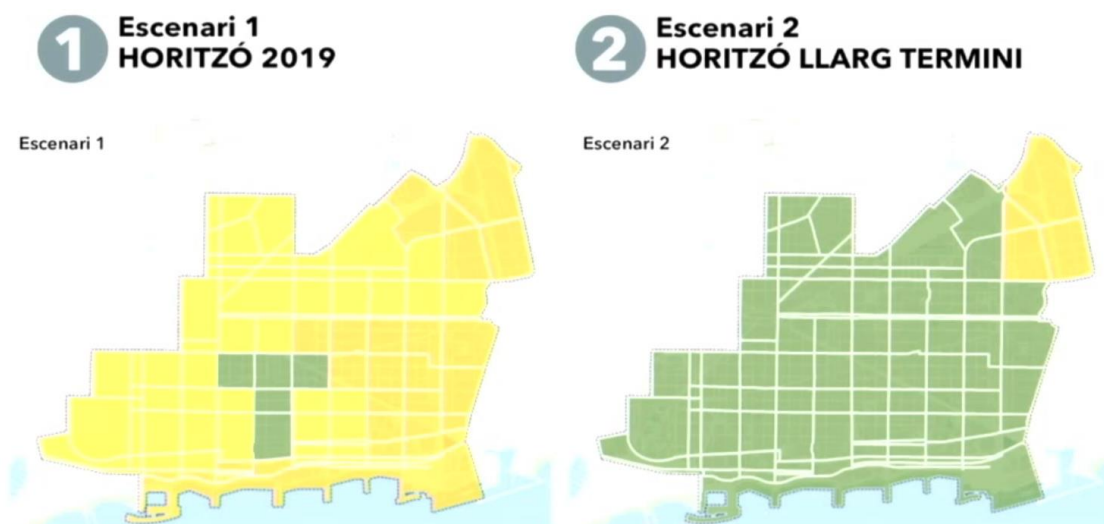 1
Escenari 1
HORITZÓ 2019
2
Escenari 2
HORITZÓ LLARG TERMINI
Escenari 1
Escenari 2